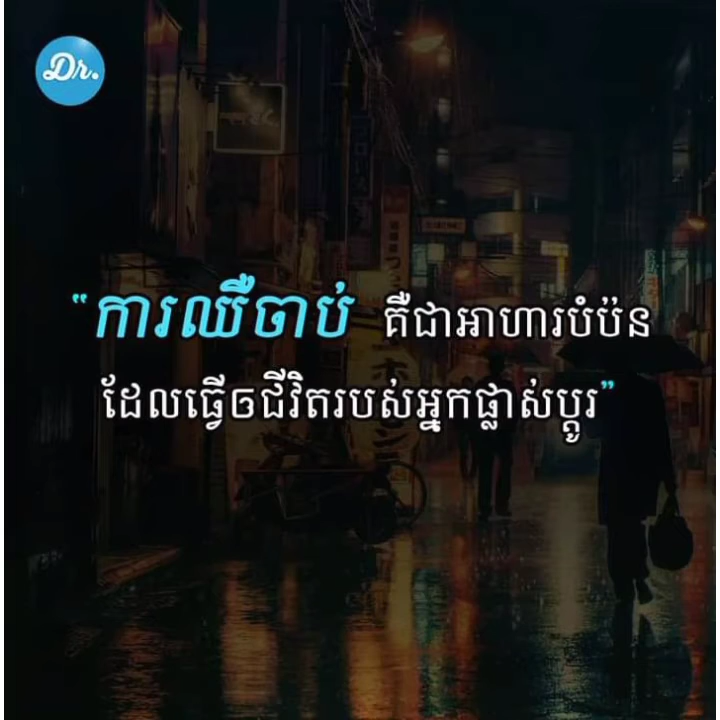 Dr.
“ការឈឺចាប់ គឺជាអាហារបំប៉ន
ដែលធ្វើឲជីវិតរបស់អ្នកផ្លាស់ប្ដូរ”